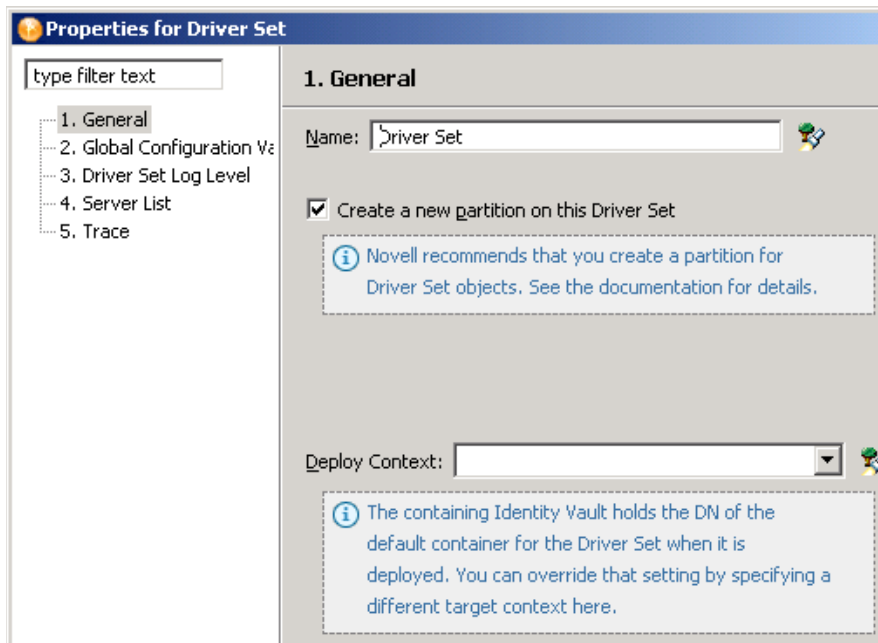 Properties for Driver Set
type filter text
1. General
2. Global Configuration Va
3. Driver Set Log Level
4. Server List
5. Trace
1. General
Name: Driver Set
Create a new partition on this Driver Set
Novell recommends that you create a partition for
Driver Set objects. See the documentation for details.
Deploy Context:
The containing Identity Vault holds the DN of the
default container for the Driver Set when it is
deployed. You can override that setting by specifying a
different target context here.